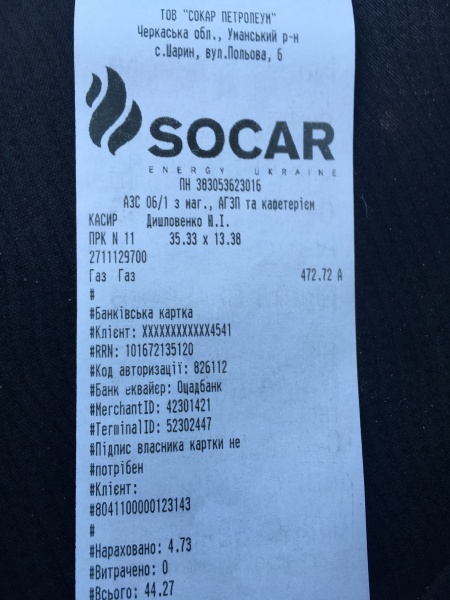 ТОВ "СОКАР ПЕТРОЛЕУМ"
Черкаська обл., Уманський р-н
с.Шарин, вул.Польова, 6
SOCAR
ENERGY UKRAINE
ПН 383053623016
АЗС 06/1 з маг., АГЗП та кафетерієм
КАСИР Дишловенко М.І.
ПРК N 11 35.33 x 13.38
2711129700
Газ Газ 472.72 А
#
#Банківська картка
#Клієнт: XXXXXXXXXXXX4541
#RRN: 101672135120
#Код авторизації: 826112
#Банк еквайєр: Ощадбанк
#MerchantID: 42301421
#TerminalID: 52302447
#Підпис власника картки не
#потрібен
#Клієнт:
#8041100000123143
#
#Нараховано: 4.73
#Витрачено: 0
#Всього: 44.27